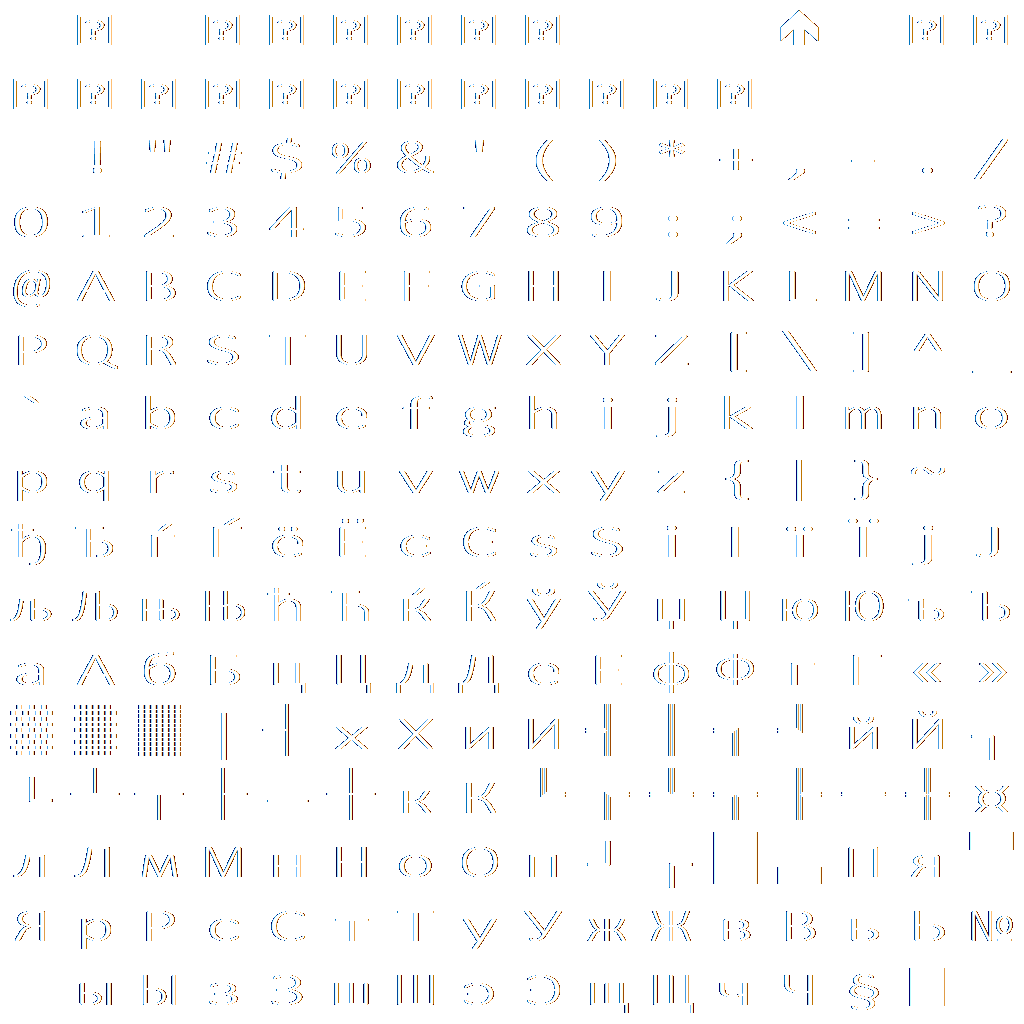 � � � � � � � ⇑ � �
� � � � � � � � � � � �
! " # $ % & ' ( ) * + , - . /
0 1 2 3 4 5 6 7 8 9 : ; < = > ?
@ A B C D E F G H I J K L M N O
P Q R S T U V W X Y Z [ \ ] ^ _
` a b c d e f g h i j k l m n o
p q r s t u v w x y z { | } ~
ђ Ђ ѓ Ѓ ё Ё є Є ѕ Ѕ і І ї Ї ј Ј
љ Љ њ Њ ћ Ћ ќ Ќ ў Ў џ Џ ю Ю ъ Ъ
а А б Б ц Ц д Д е Е ф Ф г Г « »
░ ▒ ▓ │ ┤ х Х и И ╣ ║ ╗ ╝ й Й ┐
└ ┴ ┬ ├ ─ ┼ к К ╚ ╔ ╩ ╦ ╠ ═ ╬ ¤
л Л м М н Н о О п ┘ ┌ █ ▄ П я ▀
Я р Р с С т Т у У ж Ж в В ь Ь №
ы Ы з З ш Ш э Э щ Щ ч Ч § ■